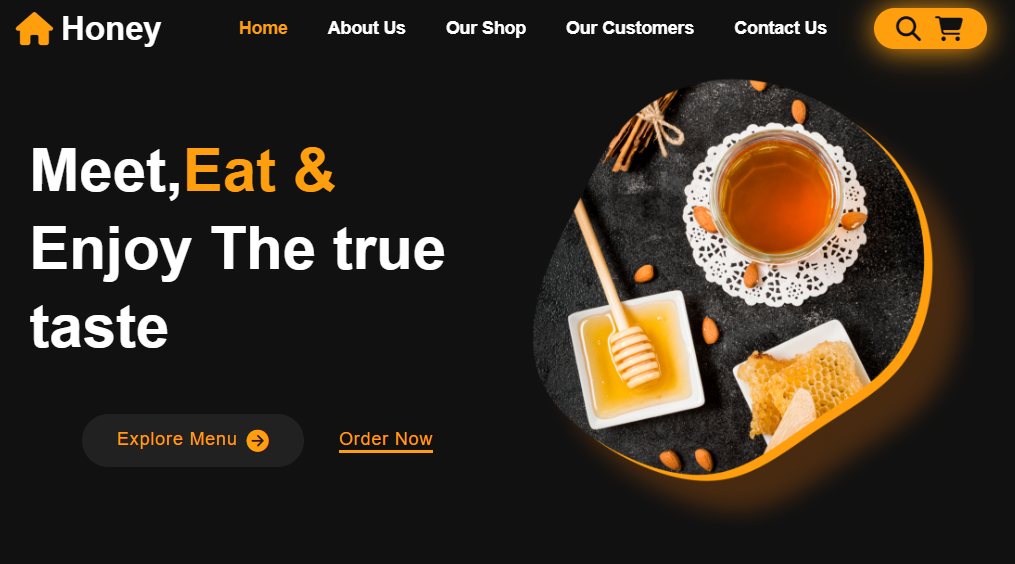 Honey
Home
About Us
Our Shop
Our Customers
Contact Us
Meet,Eat &
Enjoy The true
taste
Explore Menu
Order Now